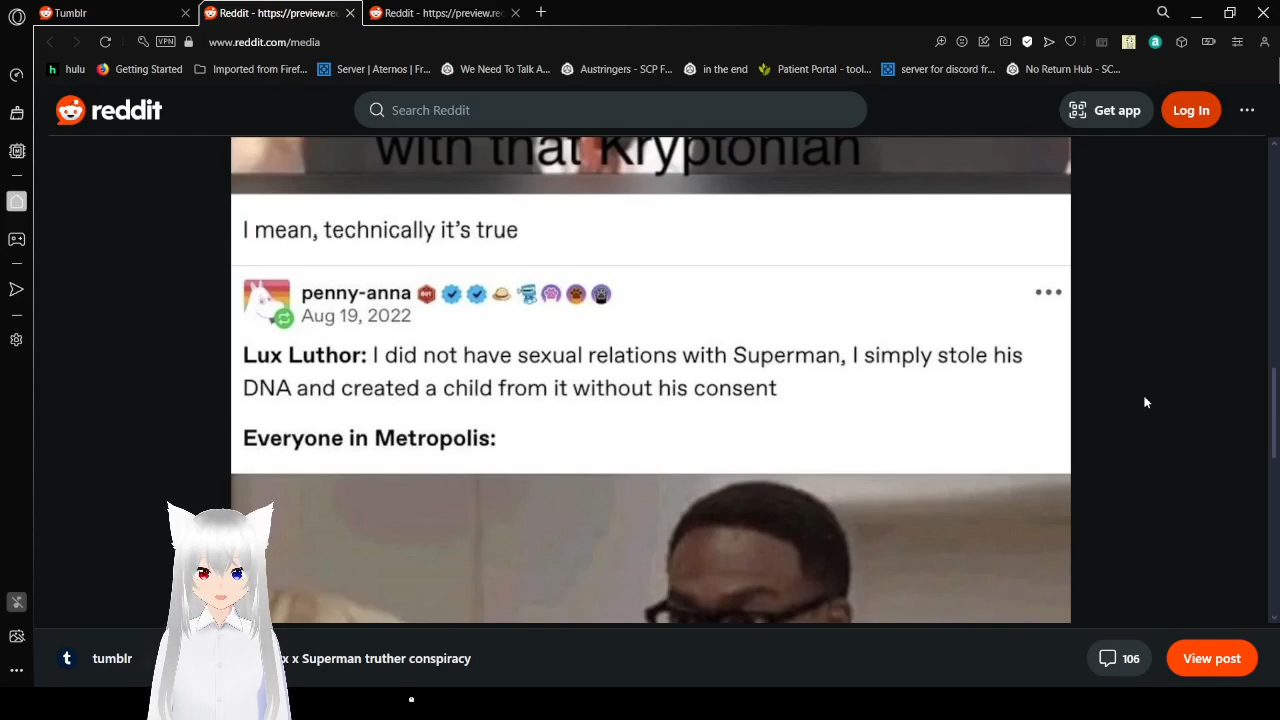 Tumblr
Reddit - https://preview.rec
Reddit - https://preview.re
VPN
www.reddit.com/media
h hulu
Getting Started
Imported from Firef...
Server | Aternos | Fr...
We Need To Talk A...
Austringers - SCP F...
in the end
Patient Portal - tool...
server for discord fr...
No Return Hub - SC...
reddit
Search Reddit
Get app
Log In
with that Kryptonian
I mean, technically it's true
penny-anna
Aug 19, 2022
Lux Luthor: I did not have sexual relations with Superman, I simply stole his
DNA and created a child from it without his consent
Everyone in Metropolis:
t tumblr
x Superman truther conspiracy
106
View post